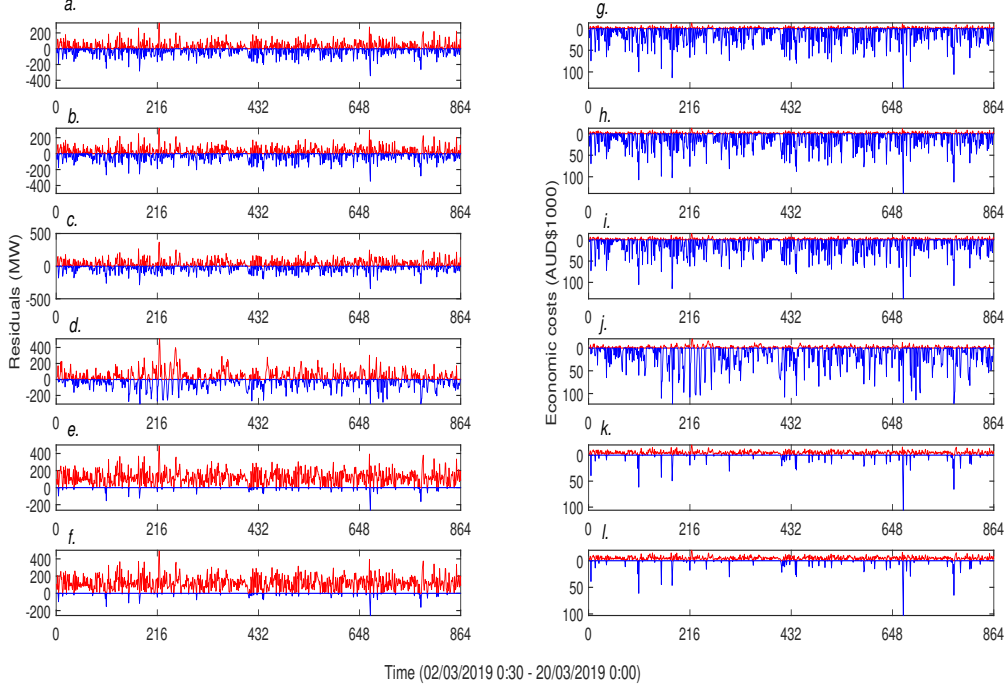 a.
200
0
-200
-400
0 216 432 648 864
b.
200
0
-200
-400
0 216 432 648 864
c.
500
0
-500
0 216 432 648 864
d.
400
200
0
-200
0 216 432 648 864
e.
400
200
0
-200
0 216 432 648 864
f.
400
200
0
-200
0 216 432 648 864
Residuals (MW)
g.
0
50
100
0 216 432 648 864
h.
0
50
100
0 216 432 648 864
i.
0
50
100
0 216 432 648 864
j.
0
50
100
0 216 432 648 864
k.
0
50
100
0 216 432 648 864
l.
0
50
100
0 216 432 648 864
Economic costs (AUD$1000)
Time (02/03/2019 0:30 - 20/03/2019 0:00)